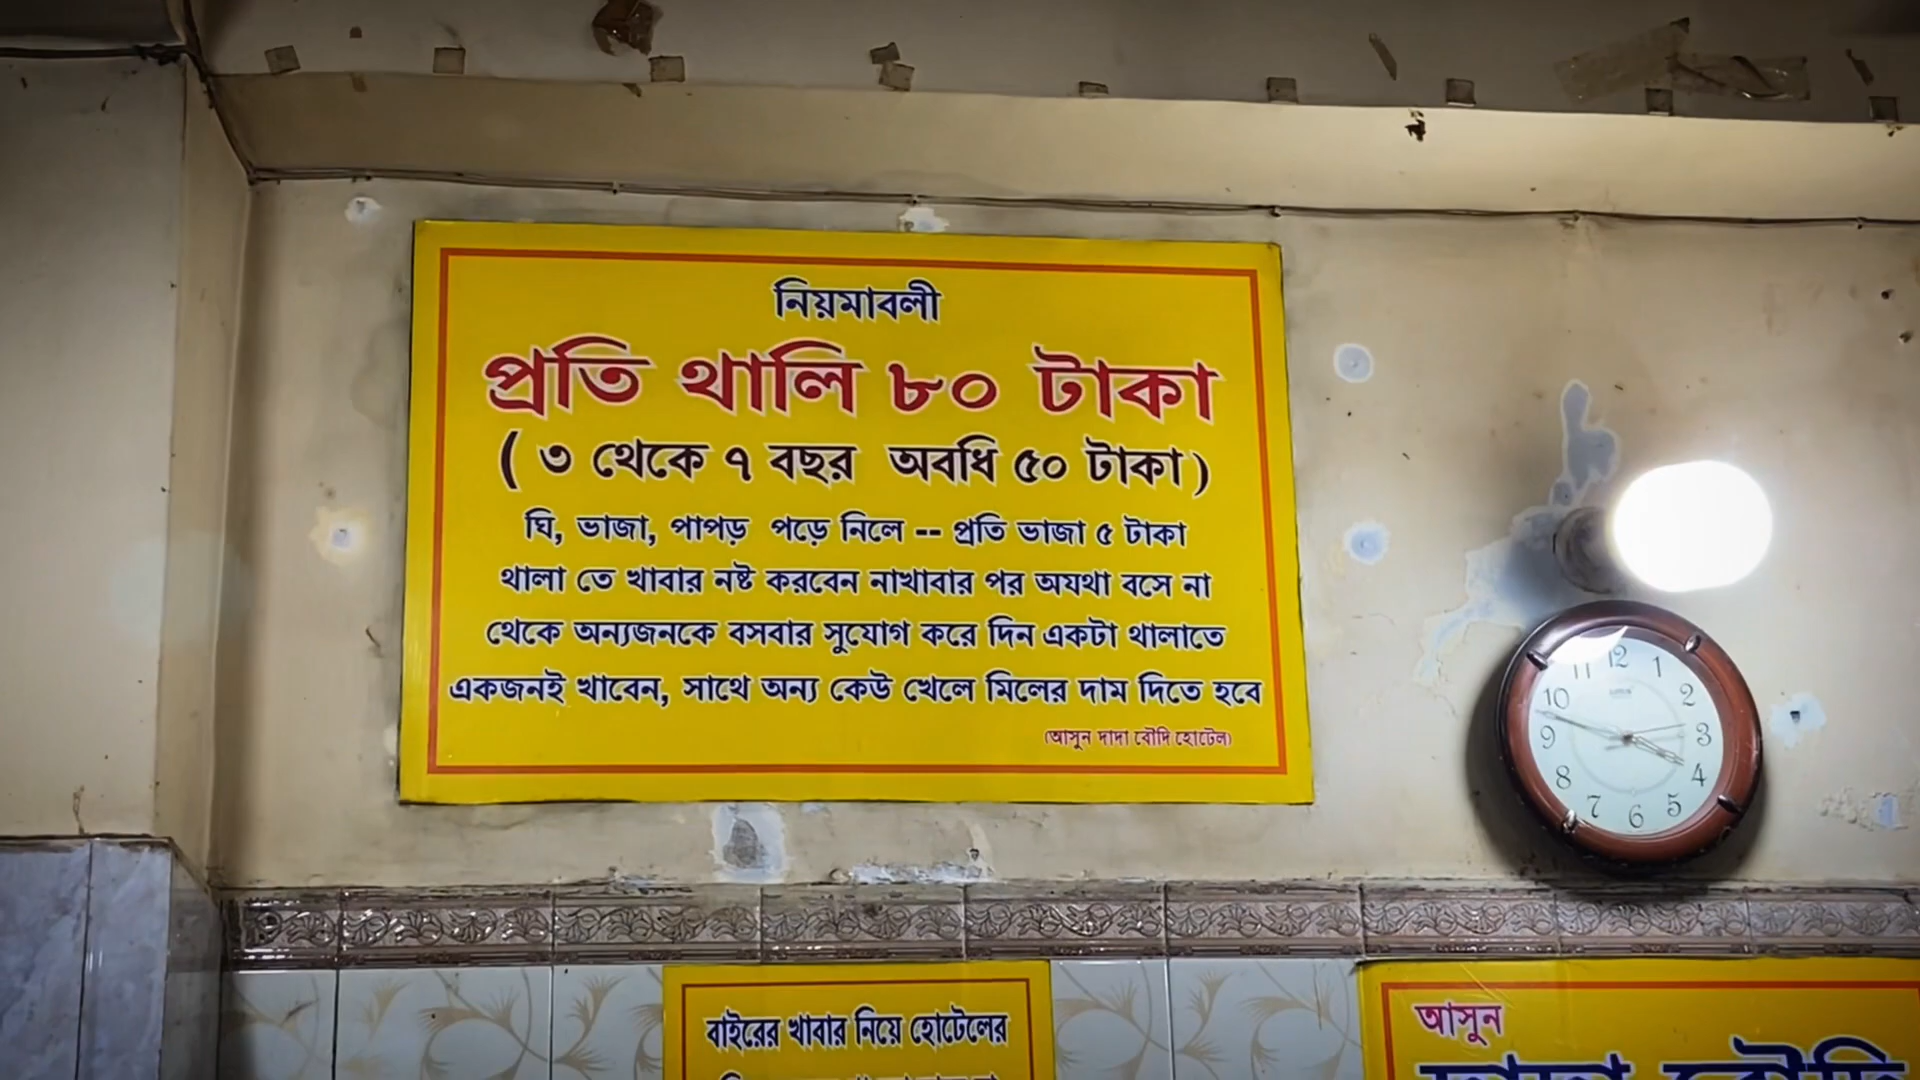 নিয়মাবলী
প্রতি থালি ৮০ টাকা
( ৩ থেকে ৭ বছর অবধি ৫০ টাকা)
ঘি, ভাজা, পাপড় পড়ে নিলে -- প্রতি ভাজা ৫ টাকা
থালা তে খাবার নষ্ট করবেন নাখাবার পর অযথা বসে না
থেকে অন্যজনকে বসবার সুযোগ করে দিন একটা থালাতে
একজনই খাবেন, সাথে অন্য কেউ খেলে মিলের দাম দিতে হবে
(আসুন দাদা বৌদি হোটেল)
12
1
2
3
4
5
6
7
8
9
10
11
বাইরের খাবার নিয়ে হোটেলের
আসুন